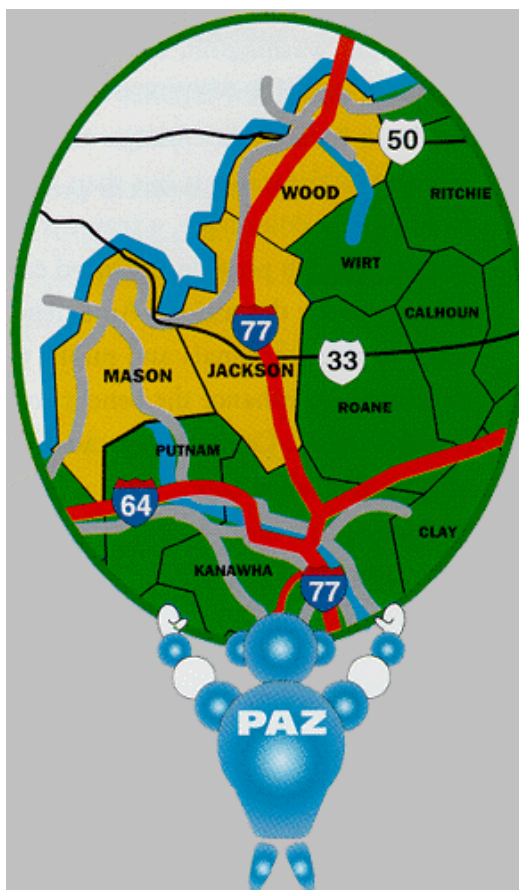 50
WOOD
RITCHIE
WIRT
CALHOUN
77
33
MASON
JACKSON
ROANE
PUTNAM
64
CLAY
KANAWHA
77
PAZ